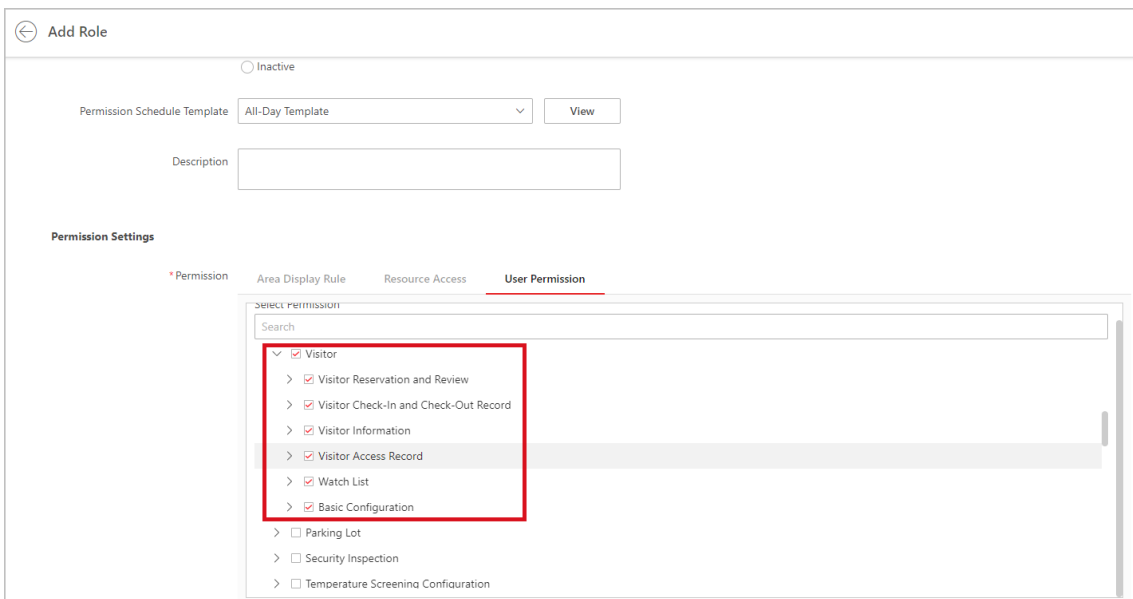 Add Role
Inactive
Permission Schedule Template All-Day Template View
Description
Permission Settings
* Permission Area Display Rule Resource Access User Permission
Select Permission
Search
Visitor
Visitor Reservation and Review
Visitor Check-In and Check-Out Record
Visitor Information
Visitor Access Record
Watch List
Basic Configuration
Parking Lot
Security Inspection
Temperature Screening Configuration